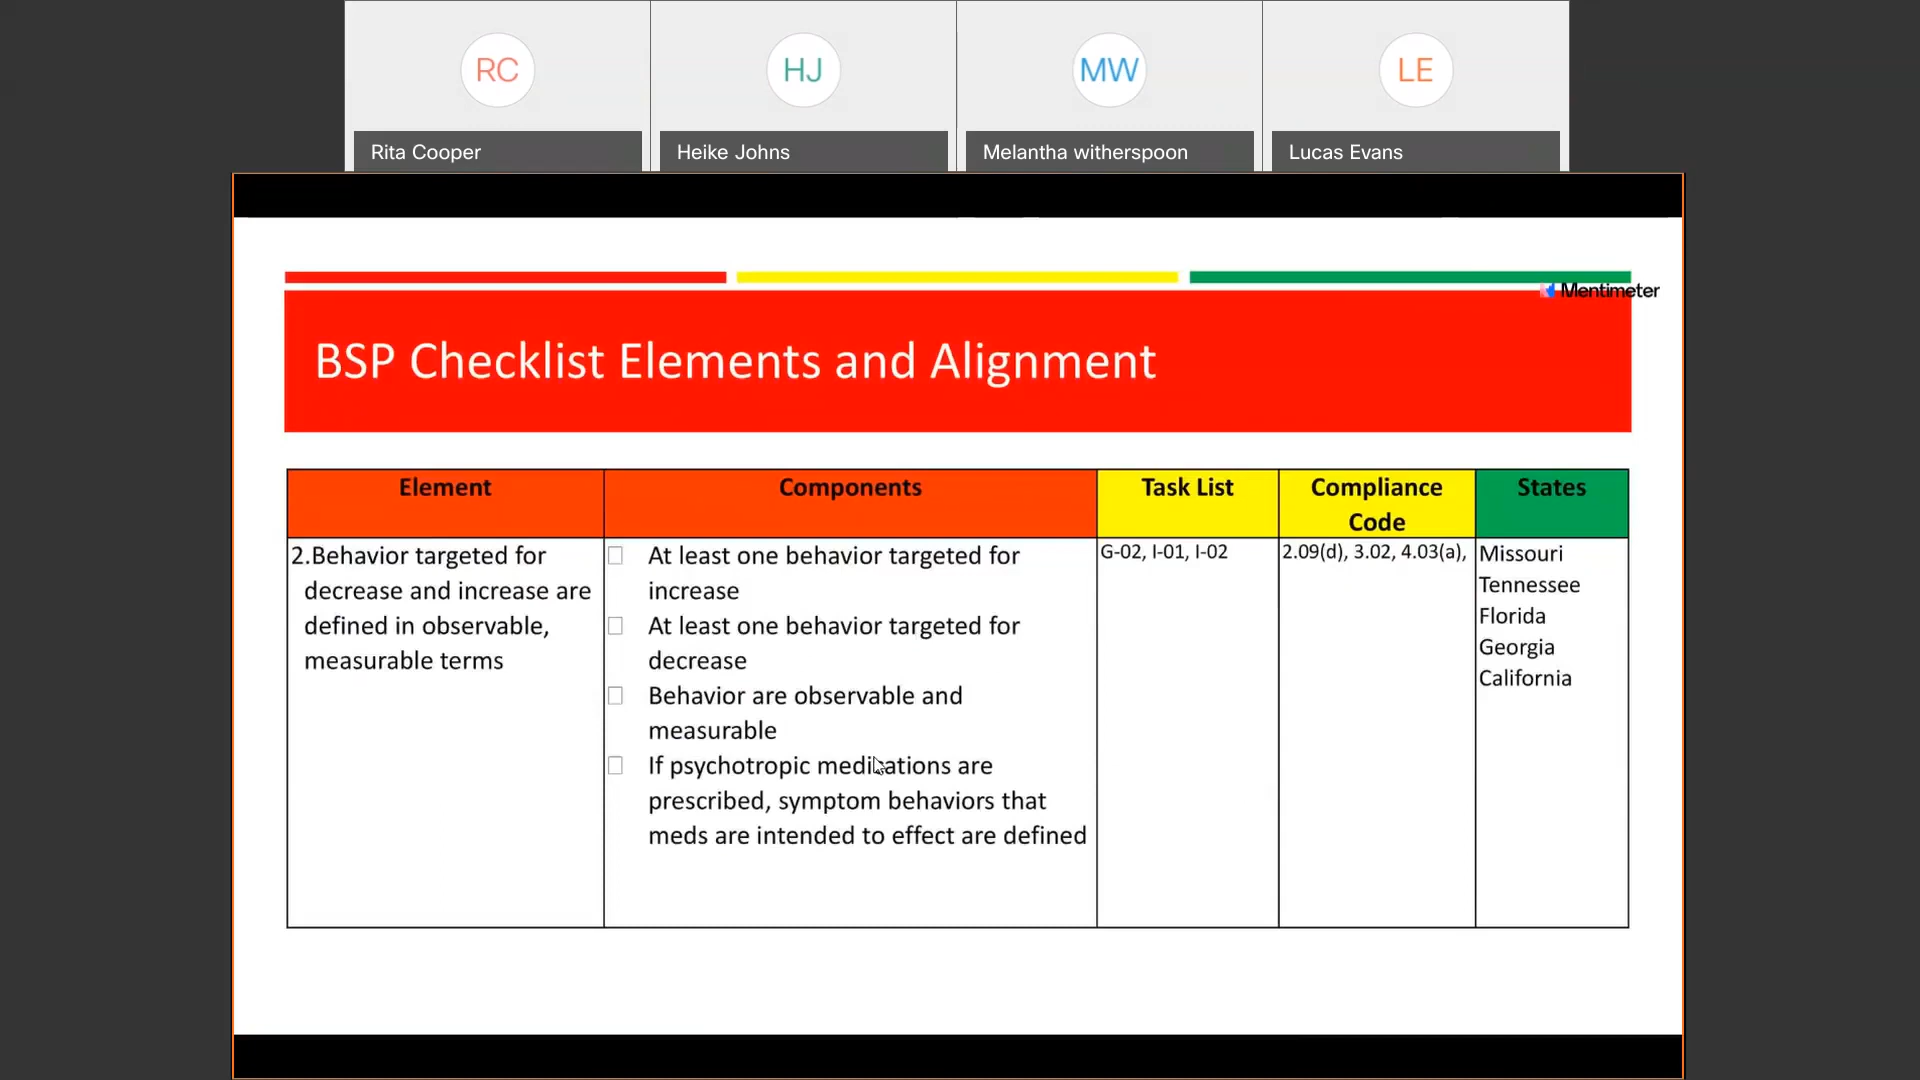 RC
HJ
MW
LE
Rita Cooper
Heike Johns
Melantha witherspoon
Lucas Evans
Mentimeter
BSP Checklist Elements and Alignment
Element
Components
Task List
Compliance
Code
States
2.Behavior targeted for
decrease and increase are
defined in observable,
measurable terms
At least one behavior targeted for
increase
At least one behavior targeted for
decrease
Behavior are observable and
measurable
If psychotropic medications are
prescribed, symptom behaviors that
meds are intended to effect are defined
G-02, I-01, I-02
2.09(d), 3.02, 4.03(a),
Missouri
Tennessee
Florida
Georgia
California